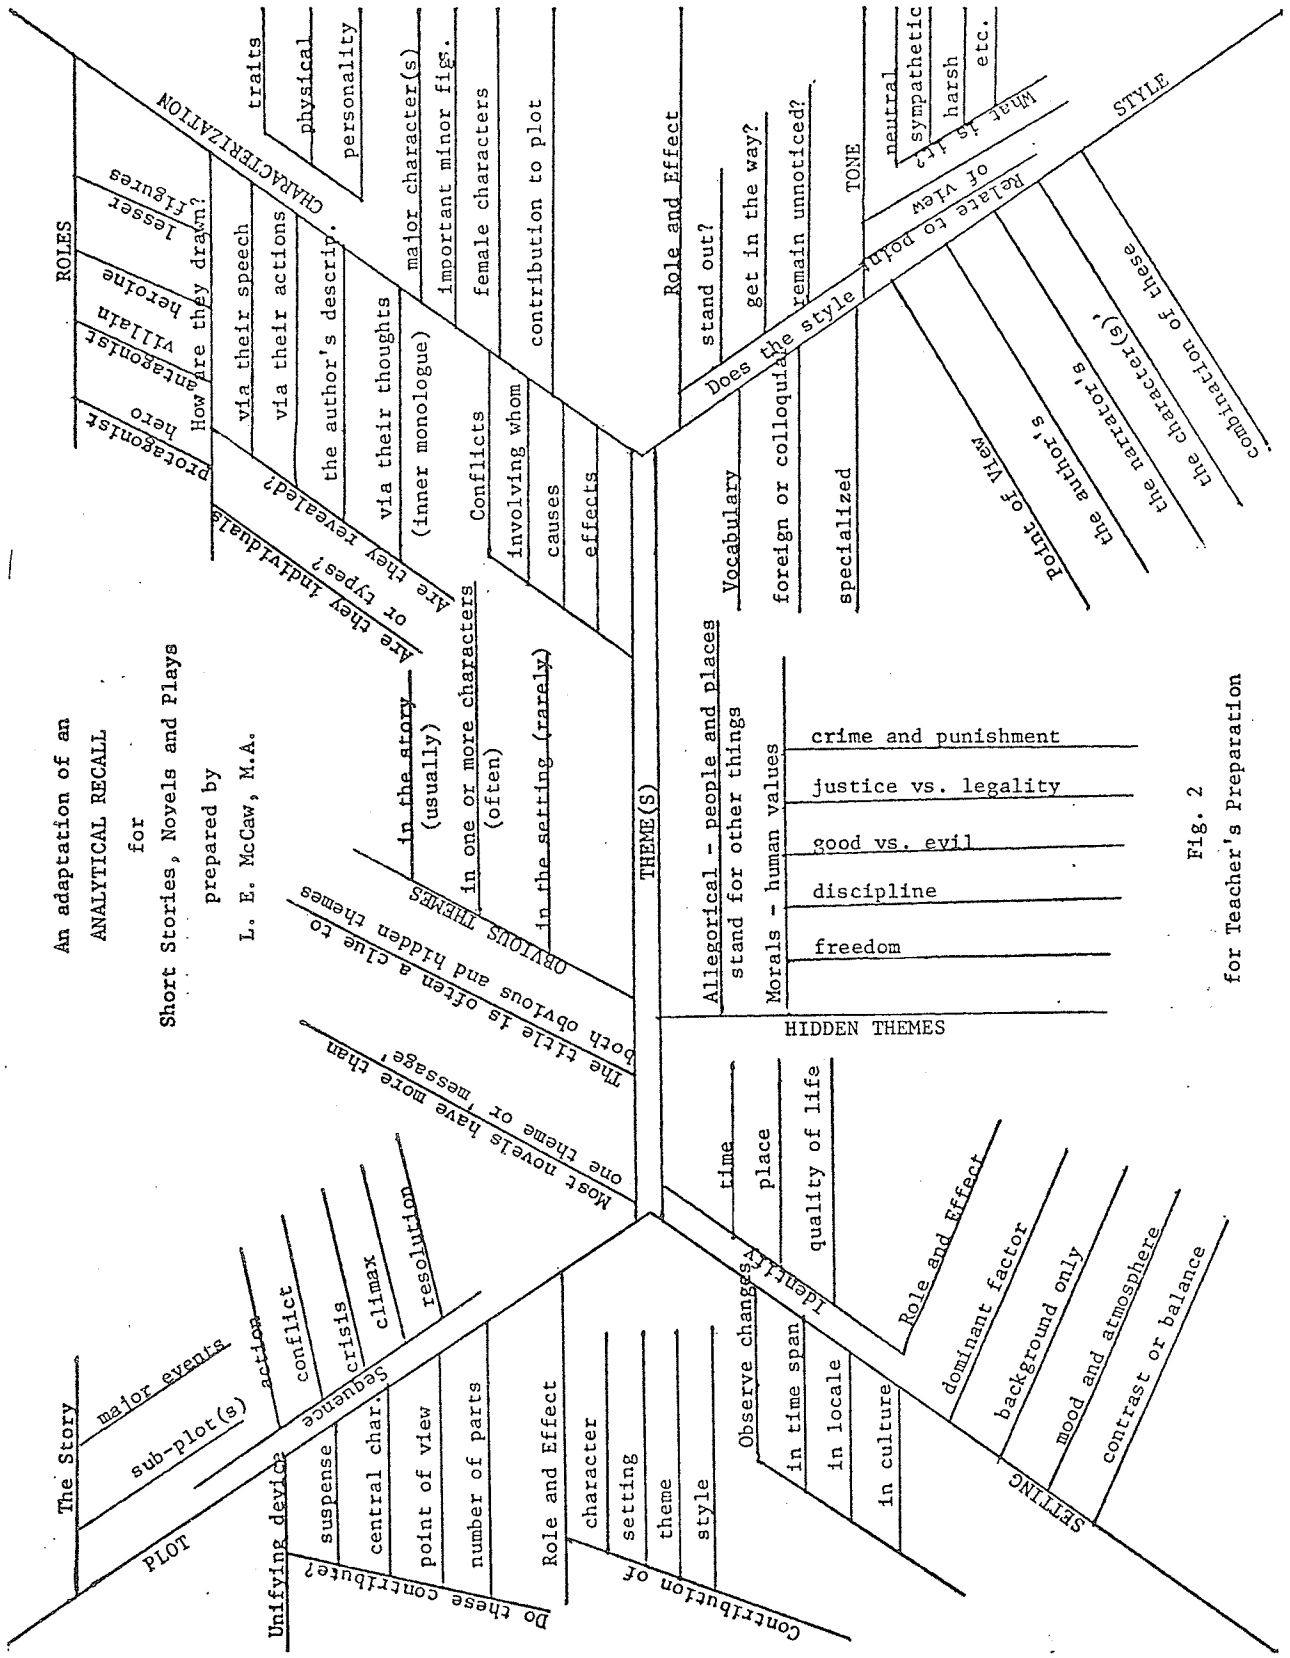 An adaptation of an
ANALYTICAL RECALL
for
Short Stories, Novels and Plays
prepared by
L. E. McCaw, M.A.
PLOT
The Story
major events
sub-plot(s)
Sequence
action
conflict
crisis
climax
resolution
Unifying device
Do these contribute?
suspense
central char.
point of view
number of parts
Role and Effect
Contribution of
character
setting
theme
style
THEME(S)
Most novels have more than
one theme or 'message'
The title is often a clue to
both obvious and hidden themes
OBVIOUS THEMES
in the story
(usually)
in one or more characters
(often)
in the setting (rarely)
HIDDEN THEMES
Allegorical - people and places
stand for other things
Morals - human values
crime and punishment
justice vs. legality
good vs. evil
discipline
freedom
CHARACTERIZATION
ROLES
protagonist
hero
antagonist
villain
heroine
lesser
figures
How are they drawn?
Are they individuals
or types?
Are they revealed?
via their speech
via their actions
the author's descrip.
via their thoughts
(inner monologue)
Conflicts
involving whom
causes
effects
traits
physical
personality
major character(s)
important minor figs.
female characters
contribution to plot
SETTING
Identify
time
place
quality of life
Observe changes
in time span
in locale
in culture
Role and Effect
dominant factor
background only
mood and atmosphere
contrast or balance
STYLE
Role and Effect
Does the style
stand out?
get in the way?
remain unnoticed?
Vocabulary
foreign or colloquial
specialized
TONE
What is it?
neutral
sympathetic
harsh
etc.
Relate to point
of view
Point of View
the author's
the narrator's
the character(s)'
combination of these
Fig. 2
for Teacher's Preparation